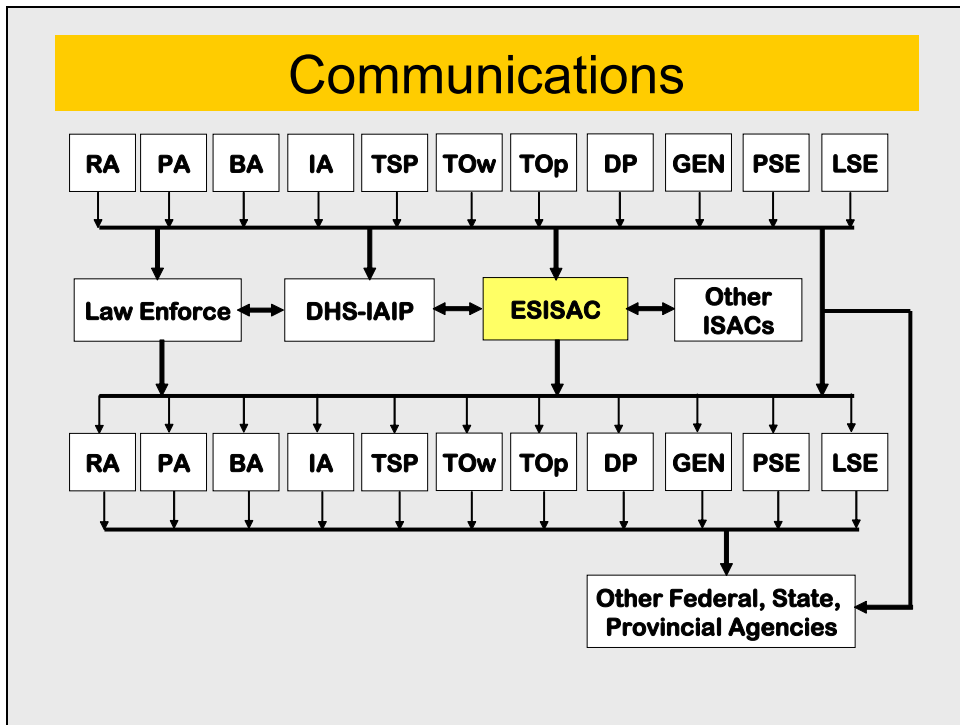 Communications
RA PA BA IA TSP TOw TOp DP GEN PSE LSE
Law Enforce DHS-IAIP ESISAC Other
ISACs
RA PA BA IA TSP TOw TOp DP GEN PSE LSE
Other Federal, State,
Provincial Agencies